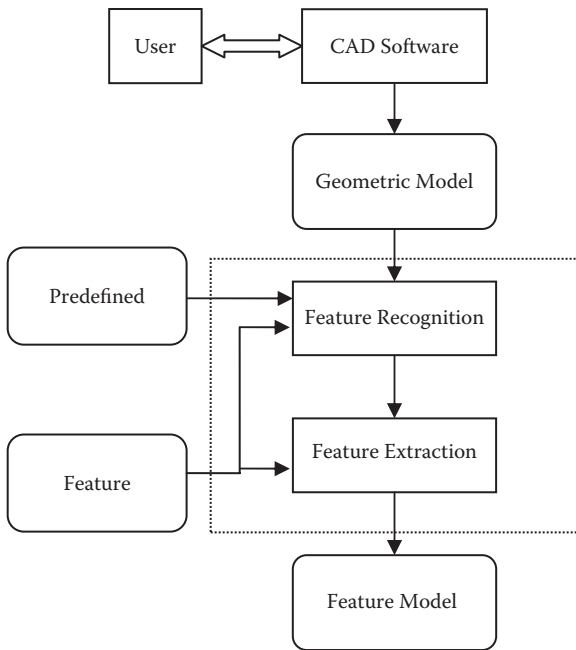 User
CAD Software
Geometric Model
Predefined
Feature Recognition
Feature Extraction
Feature
Feature Model